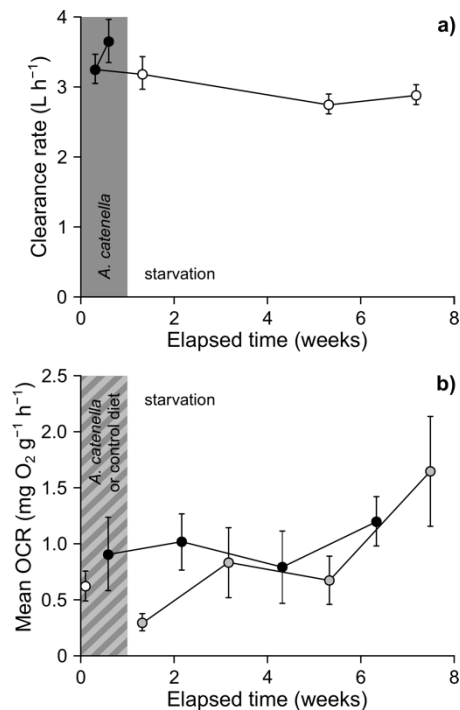 a)
Clearance rate (L h⁻¹)
4
3
2
1
0
A. catenella
starvation
2
4
6
8
Elapsed time (weeks)
b)
Mean OCR (mg O₂ g⁻¹ h⁻¹)
2.5
2.0
1.5
1.0
0.5
0
A. catenella
or control diet
starvation
2
4
6
8
Elapsed time (weeks)